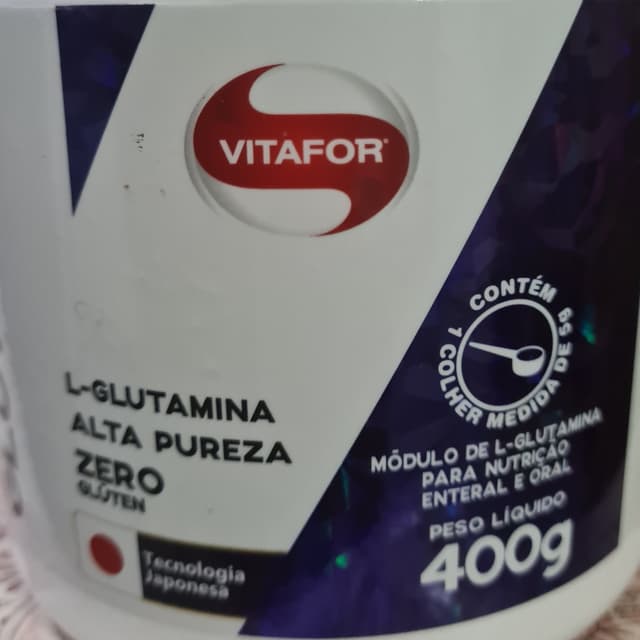 VITAFOR®
CONTÉM
1 COLHER MEDIDA DE 5g
L-GLUTAMINA
ALTA PUREZA
ZERO
GLÚTEN
Tecnologia
Japonesa
MÓDULO DE L-GLUTAMINA
PARA NUTRIÇÃO
ENTERAL E ORAL
PESO LÍQUIDO
400g